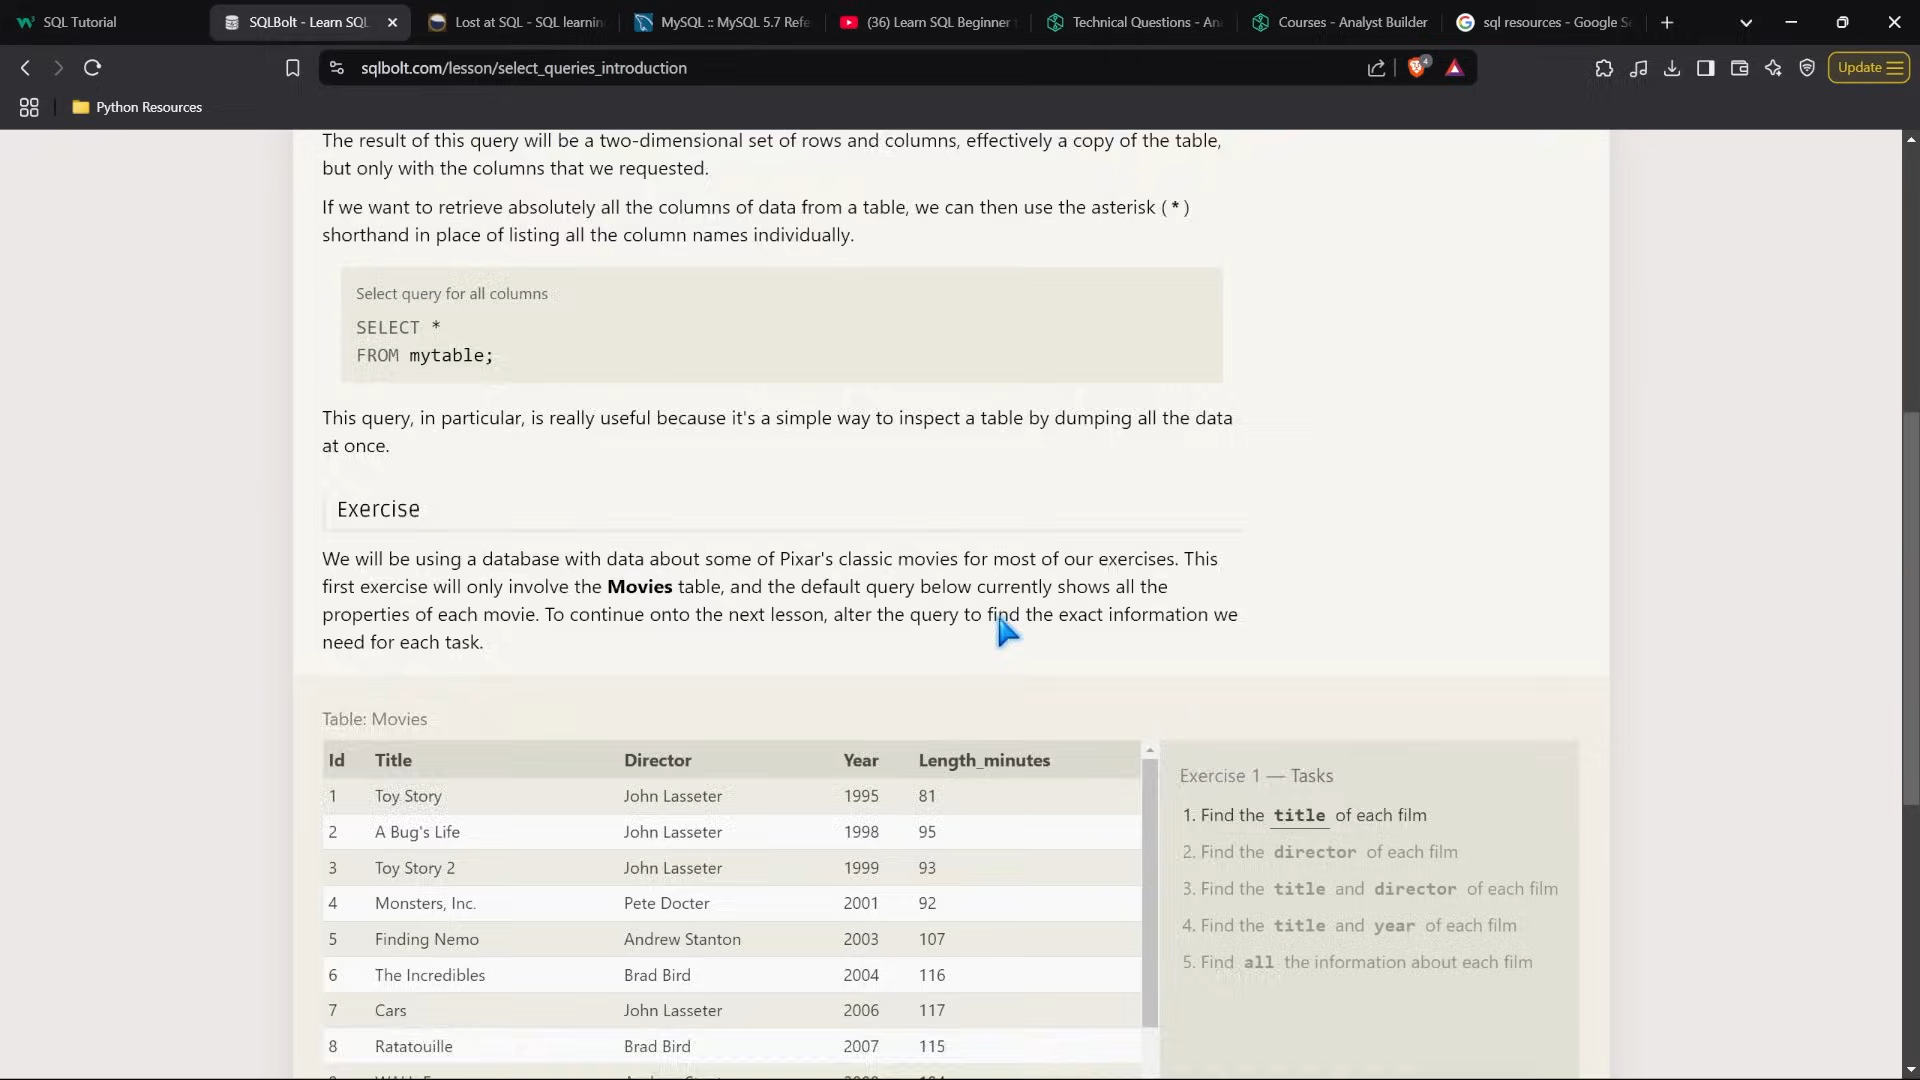 SQL Tutorial
SQLBolt - Learn SQL
Lost at SQL - SQL learnin
MySQL :: MySQL 5.7 Refe
(36) Learn SQL Beginner
Technical Questions - An
Courses - Analyst Builder
sql resources - Google Se
sqlbolt.com/lesson/select_queries_introduction
4
Update
Python Resources
The result of this query will be a two-dimensional set of rows and columns, effectively a copy of the table,
but only with the columns that we requested.
If we want to retrieve absolutely all the columns of data from a table, we can then use the asterisk (*)
shorthand in place of listing all the column names individually.
Select query for all columns
SELECT *
FROM mytable;
This query, in particular, is really useful because it's a simple way to inspect a table by dumping all the data
at once.
Exercise
We will be using a database with data about some of Pixar's classic movies for most of our exercises. This
first exercise will only involve the Movies table, and the default query below currently shows all the
properties of each movie. To continue onto the next lesson, alter the query to find the exact information we
need for each task.
Table: Movies
Id Title Director Year Length_minutes
1 Toy Story John Lasseter 1995 81
2 A Bug's Life John Lasseter 1998 95
3 Toy Story 2 John Lasseter 1999 93
4 Monsters, Inc. Pete Docter 2001 92
5 Finding Nemo Andrew Stanton 2003 107
6 The Incredibles Brad Bird 2004 116
7 Cars John Lasseter 2006 117
8 Ratatouille Brad Bird 2007 115
Exercise 1 — Tasks
1. Find the title of each film
2. Find the director of each film
3. Find the title and director of each film
4. Find the title and year of each film
5. Find all the information about each film